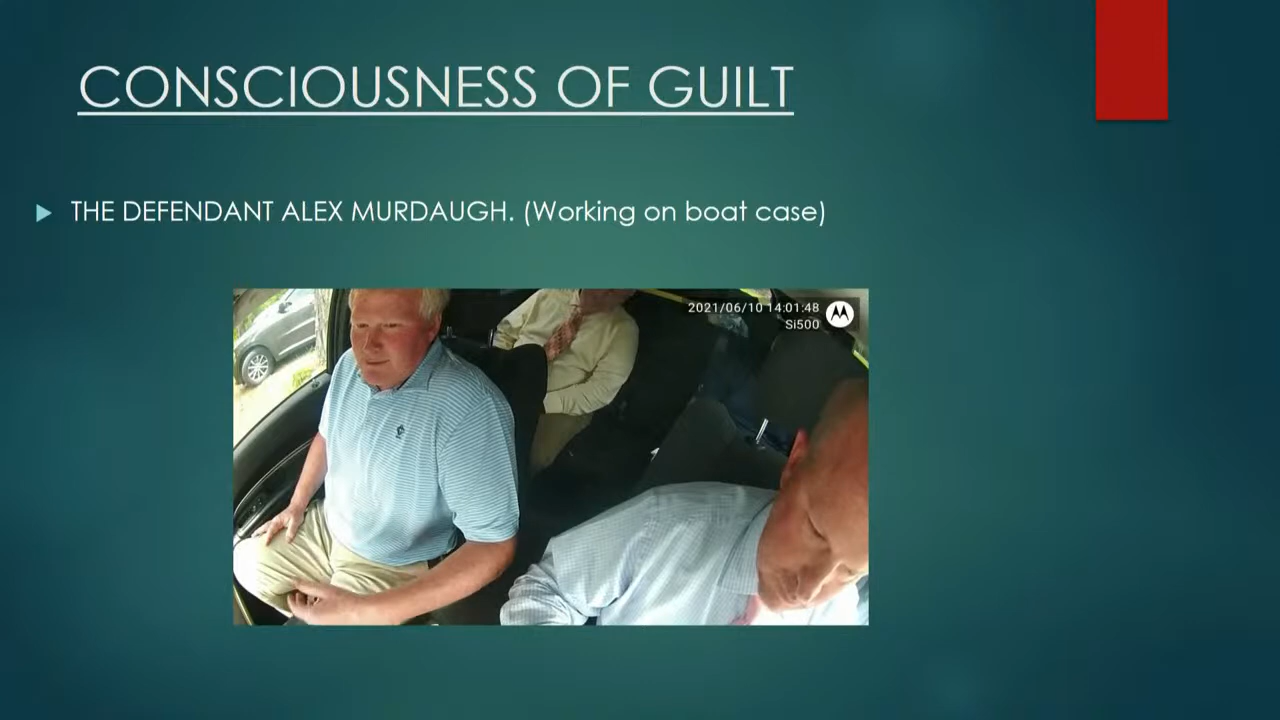 CONSCIOUSNESS OF GUILT
THE DEFENDANT ALEX MURDAUGH. (Working on boat case)
2021/06/10 14:01:48
Si500